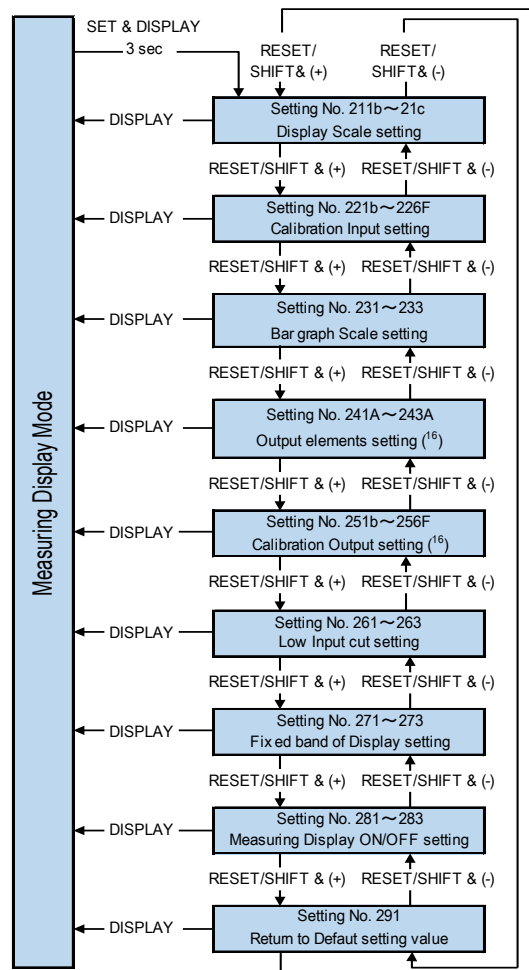 SET & DISPLAY
3 sec
RESET/
SHIFT& (+)
RESET/
SHIFT& (-)
Measuring Display Mode
DISPLAY
Setting No. 211b～21c
Display Scale setting
RESET/SHIFT & (+)
RESET/SHIFT & (-)
DISPLAY
Setting No. 221b～226F
Calibration Input setting
RESET/SHIFT & (+)
RESET/SHIFT & (-)
DISPLAY
Setting No. 231～233
Bar graph Scale setting
RESET/SHIFT & (+)
RESET/SHIFT & (-)
DISPLAY
Setting No. 241A～243A
Output elements setting (16)
RESET/SHIFT & (+)
RESET/SHIFT & (-)
DISPLAY
Setting No. 251b～256F
Calibration Output setting (16)
RESET/SHIFT & (+)
RESET/SHIFT & (-)
DISPLAY
Setting No. 261～263
Low Input cut setting
RESET/SHIFT & (+)
RESET/SHIFT & (-)
DISPLAY
Setting No. 271～273
Fixed band of Display setting
RESET/SHIFT & (+)
RESET/SHIFT & (-)
DISPLAY
Setting No. 281～283
Measuring Display ON/OFF setting
RESET/SHIFT & (+)
RESET/SHIFT & (-)
DISPLAY
Setting No. 291
Return to Defaut setting value